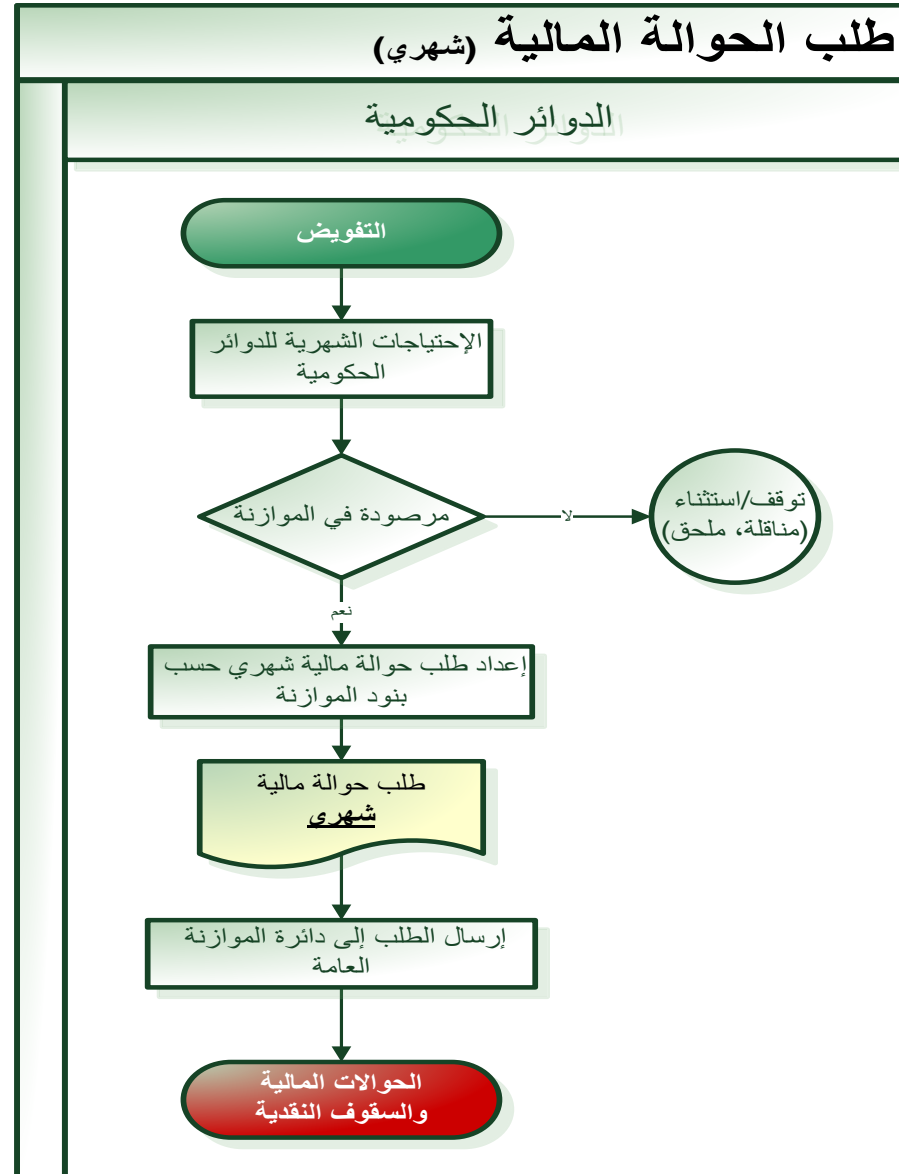 طلب الحوالة المالية (شهري)
الدوائر الحكومية
التفويض
الإحتياجات الشهرية للدوائر
الحكومية
مرصودة في الموازنة
لا
توقف/استثناء
(مناقلة، ملحق)
نعم
إعداد طلب حوالة مالية شهري حسب
بنود الموازنة
طلب حوالة مالية
شهري
إرسال الطلب إلى دائرة الموازنة
العامة
الحوالات المالية
والسقوف النقدية